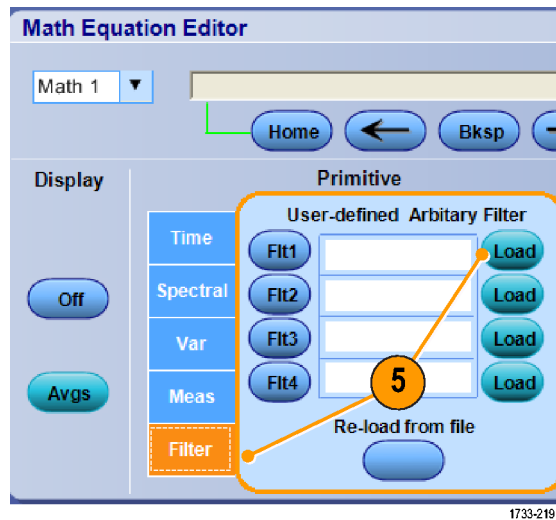 Math Equation Editor
Math 1
Home
Bksp
Display
Primitive
User-defined Arbitary Filter
Time
Flt1
Load
Spectral
Flt2
Load
Off
Var
Flt3
Load
Avgs
Meas
Flt4
5
Load
Filter
Re-load from file
1733-219